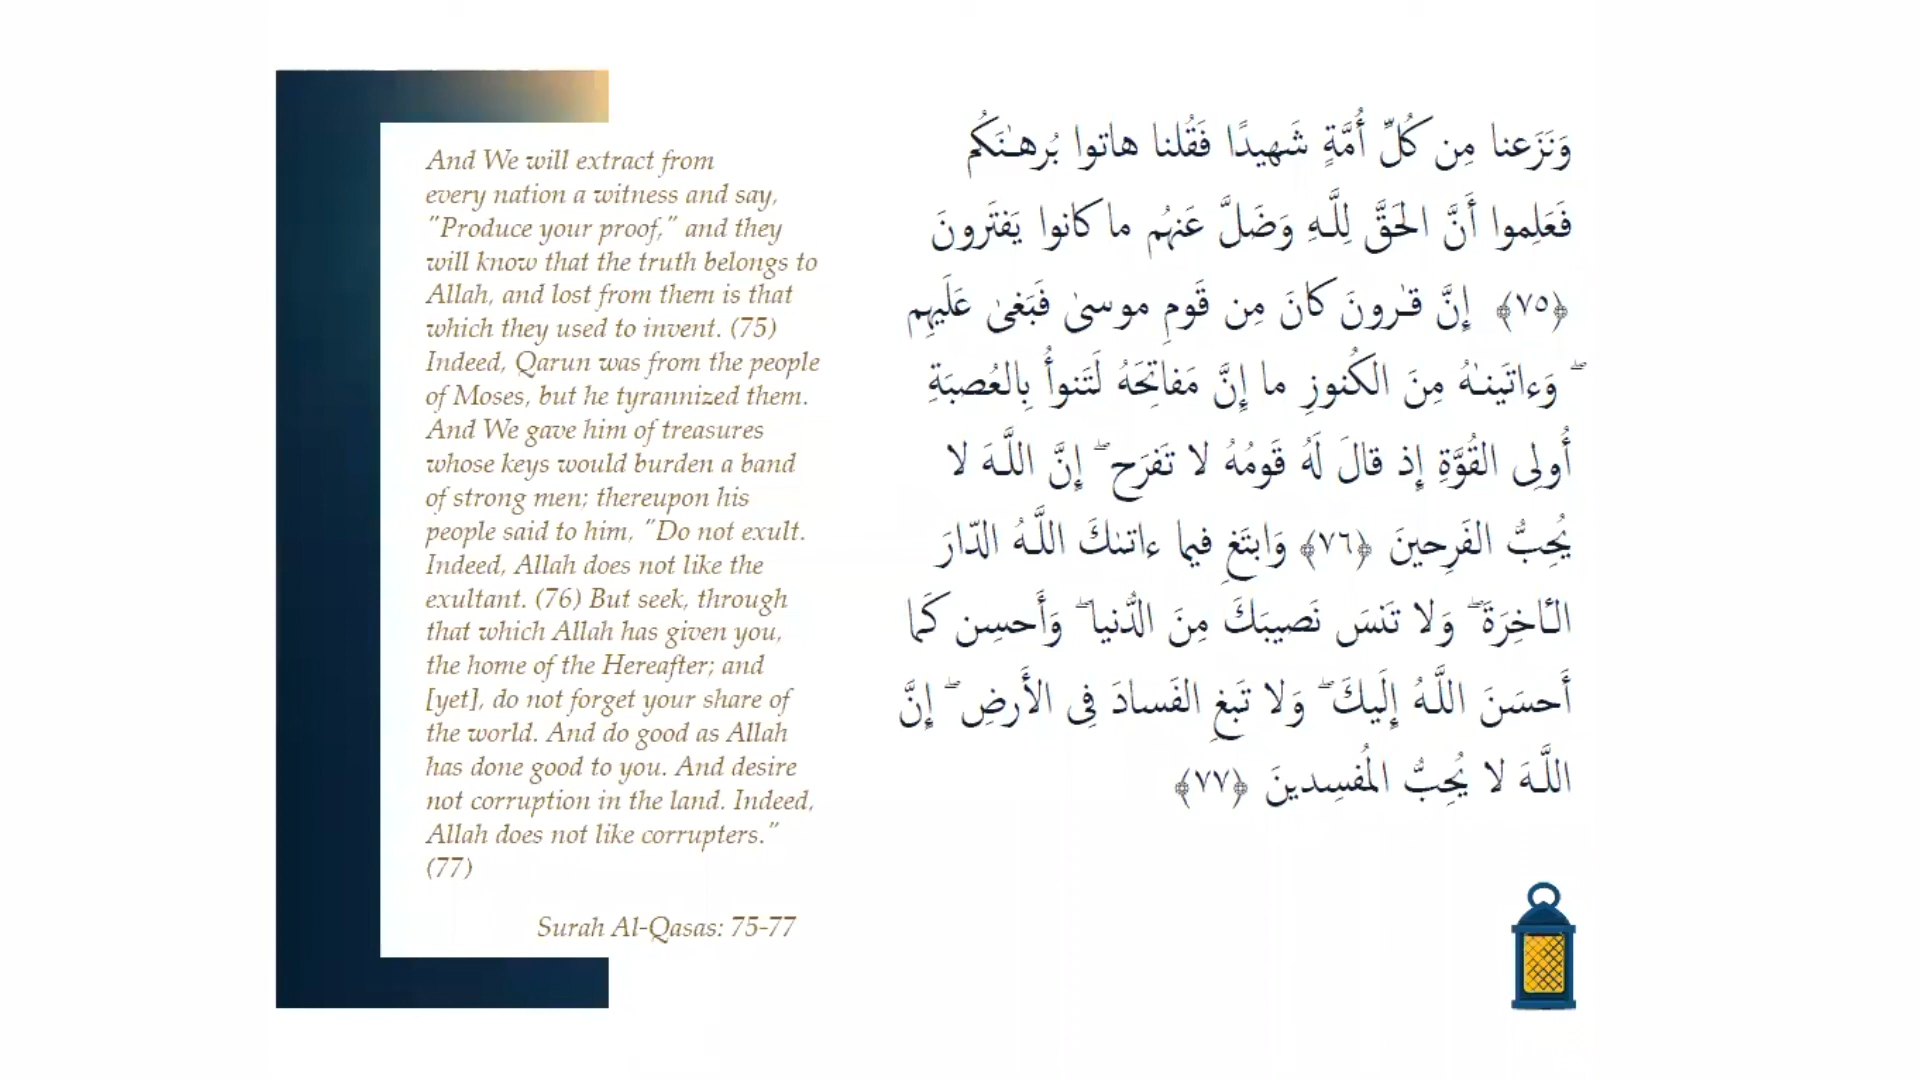 And We will extract from
every nation a witness and say,
"Produce your proof," and they
will know that the truth belongs to
Allah, and lost from them is that
which they used to invent. (75)
Indeed, Qarun was from the people
of Moses, but he tyrannized them.
And We gave him of treasures
whose keys would burden a band
of strong men; thereupon his
people said to him, "Do not exult.
Indeed, Allah does not like the
exultant. (76) But seek, through
that which Allah has given you,
the home of the Hereafter; and
[yet], do not forget your share of
the world. And do good as Allah
has done good to you. And desire
not corruption in the land. Indeed,
Allah does not like corrupters."
(77)
Surah Al-Qasas: 75-77
وَنَزَعنا مِن كُلِّ أُمَّةٍ شَهيدًا فَقُلنا هاتوا بُرهـٰنَكُم
فَعَلِموا أَنَّ الحَقَّ لِلَّـهِ وَضَلَّ عَنهُم ما كانوا يَفتَرونَ
﴿٧٥﴾ إِنَّ قـٰرونَ كانَ مِن قَومِ موسىٰ فَبَغىٰ عَلَيهِم
ۖ وَءاتَينـٰهُ مِنَ الكُنوزِ ما إِنَّ مَفاتِحَهُ لَتَنوأُ بِالعُصبَةِ
أُولِى القُوَّةِ إِذ قالَ لَهُ قَومُهُ لا تَفرَح ۖ إِنَّ اللَّـهَ لا
يُحِبُّ الفَرِحينَ ﴿٧٦﴾ وَابتَغِ فيما ءاتىٰكَ اللَّـهُ الدّارَ
الـٔاخِرَةَ ۖ وَلا تَنسَ نَصيبَكَ مِنَ الدُّنيا ۖ وَأَحسِن كَما
أَحسَنَ اللَّـهُ إِلَيكَ ۖ وَلا تَبغِ الفَسادَ فِى الأَرضِ ۖ إِنَّ
اللَّـهَ لا يُحِبُّ المُفسِدينَ ﴿٧٧﴾